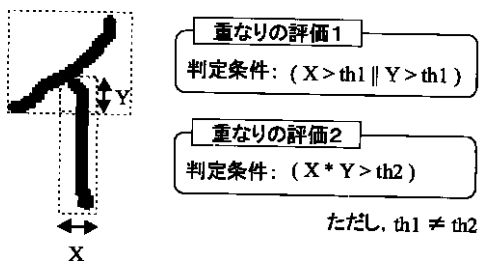 重なりの評価1
判定条件: ( X > th1 || Y > th1 )
Y
重なりの評価2
判定条件: ( X * Y > th2 )
ただし, th1 ≠ th2
X